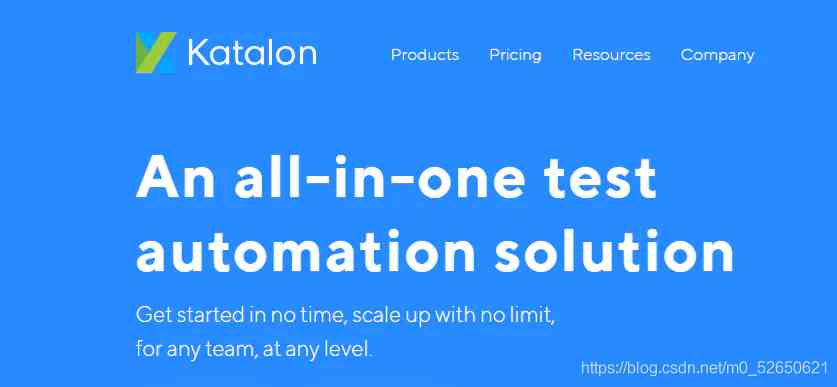 Katalon
Products Pricing Resources Company
An all-in-one test
automation solution
Get started in no time, scale up with no limit,
for any team, at any level.
https://blog.csdn.net/m0_52650621